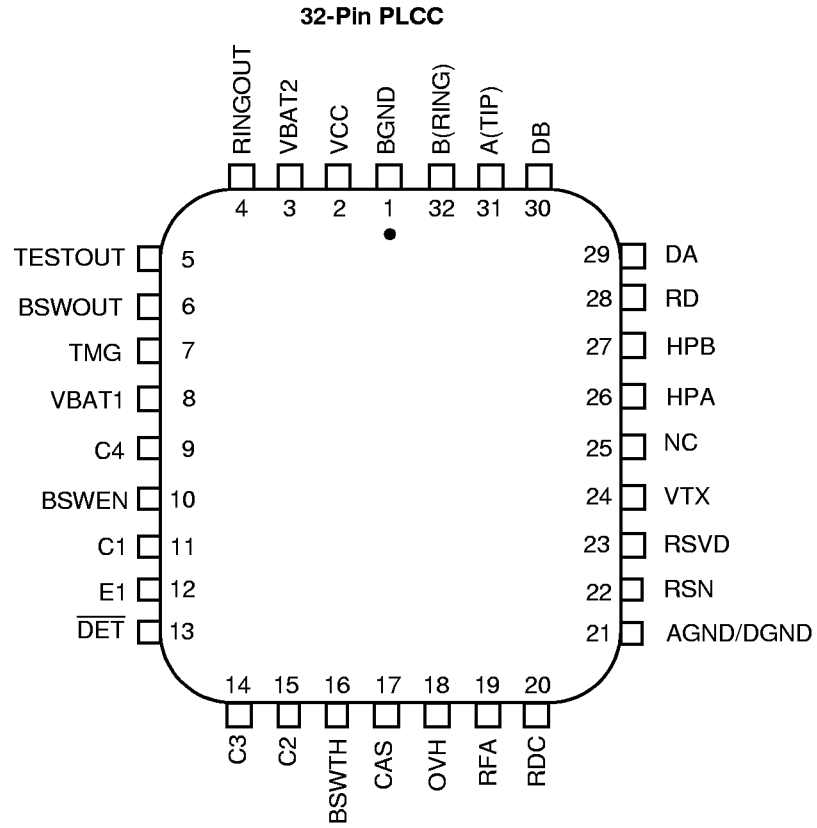 32-Pin PLCC
RINGOUT
VBAT2
VCC
BGND
B(RING)
A(TIP)
DB
4 3 2 1 32 31 30
TESTOUT 5
BSWOUT 6
TMG 7
VBAT1 8
C4 9
BSWEN 10
C1 11
E1 12
D̅E̅T̅ 13
29 DA
28 RD
27 HPB
26 HPA
25 NC
24 VTX
23 RSVD
22 RSN
21 AGND/DGND
14 15 16 17 18 19 20
C3
C2
BSWTH
CAS
OVH
RFA
RDC